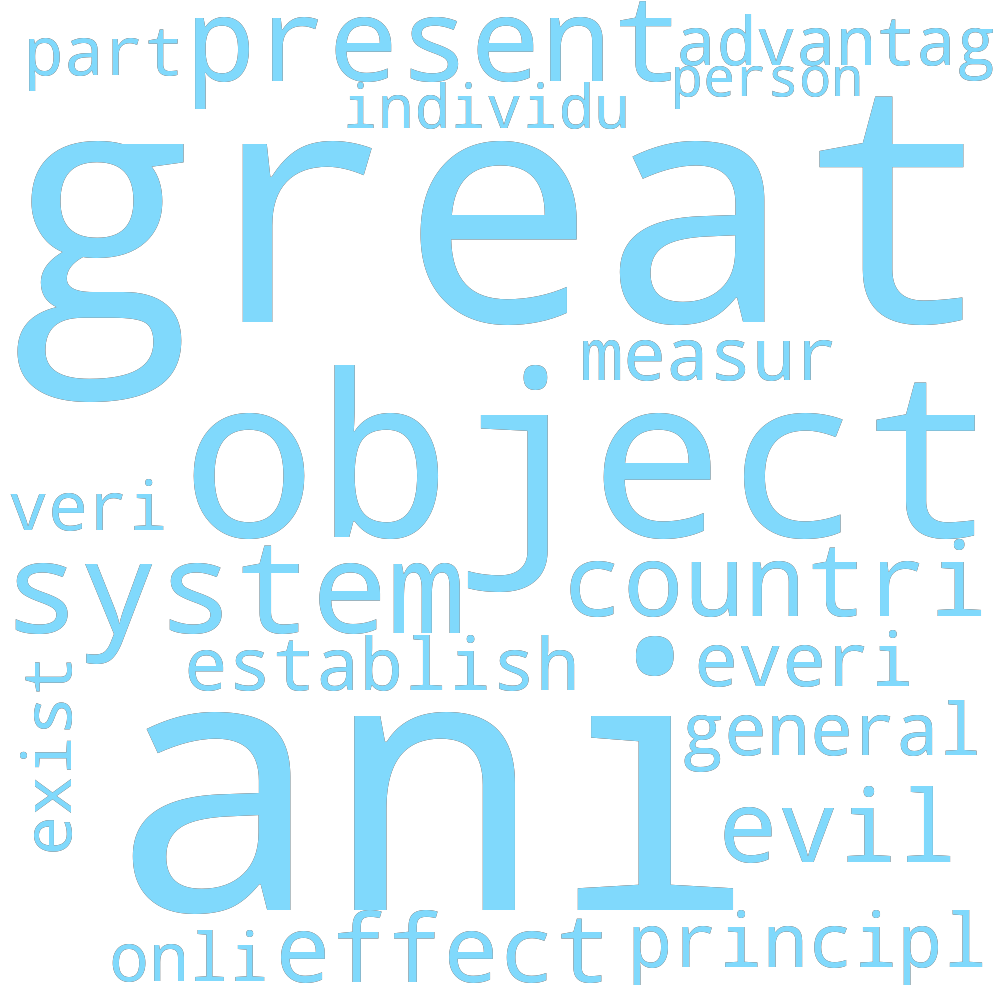 part present advantag
person
individu
great
measur
object
veri
system countri
establish everi
exist
general
ani
evil
onli effect principl